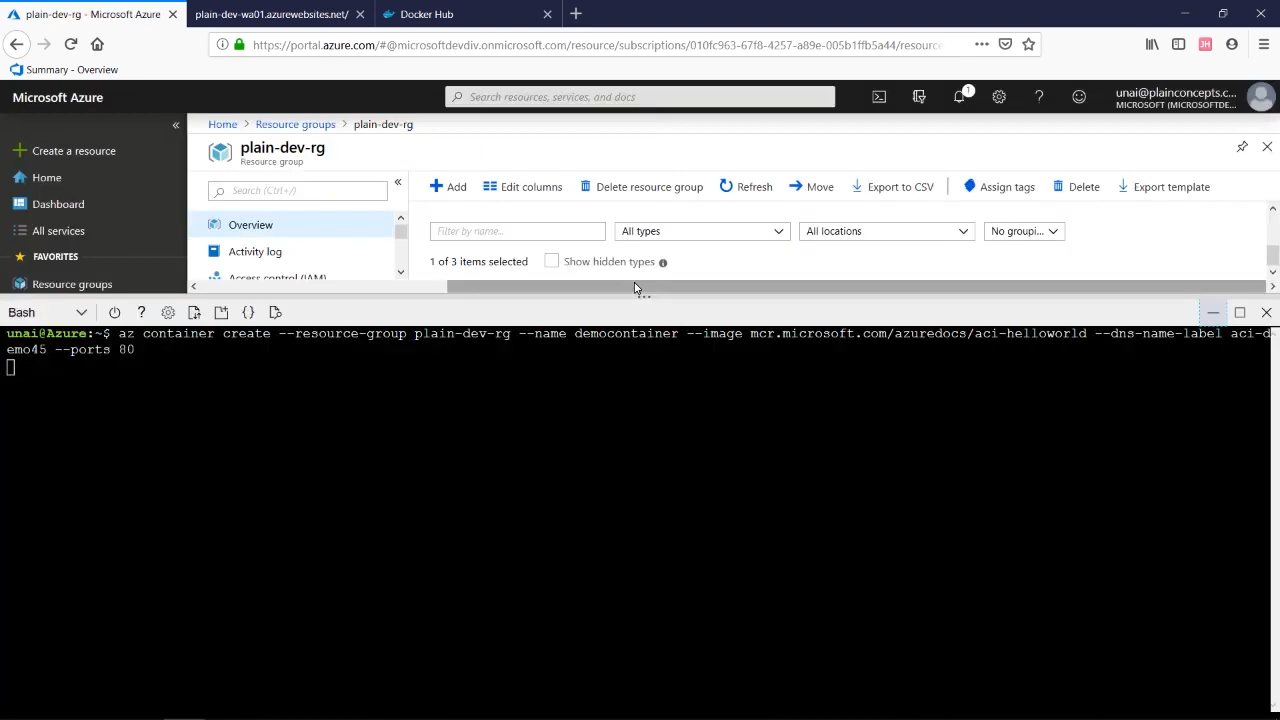 plain-dev-rg - Microsoft Azure
plain-dev-wa01.azurewebsites.net/
Docker Hub
https://portal.azure.com/#@microsoftdevdiv.onmicrosoft.com/resource/subscriptions/010fc963-67f8-4257-a89e-005b1ffb5a44/resourc
JH
Summary - Overview
Microsoft Azure
Search resources, services, and docs
1
unai@plainconcepts.c...
MICROSOFT (MICROSOFTDE...
Home > Resource groups > plain-dev-rg
Create a resource
Home
Dashboard
All services
FAVORITES
Resource groups
plain-dev-rg
Resource group
Search (Ctrl+/)
Overview
Activity log
Access control (IAM)
Add
Edit columns
Delete resource group
Refresh
Move
Export to CSV
Assign tags
Delete
Export template
Filter by name...
All types
All locations
No groupi...
1 of 3 items selected
Show hidden types
Bash
unai@Azure:~$ az container create --resource-group plain-dev-rg --name democontainer --image mcr.microsoft.com/azuredocs/aci-helloworld --dns-name-label aci-d
emo45 --ports 80